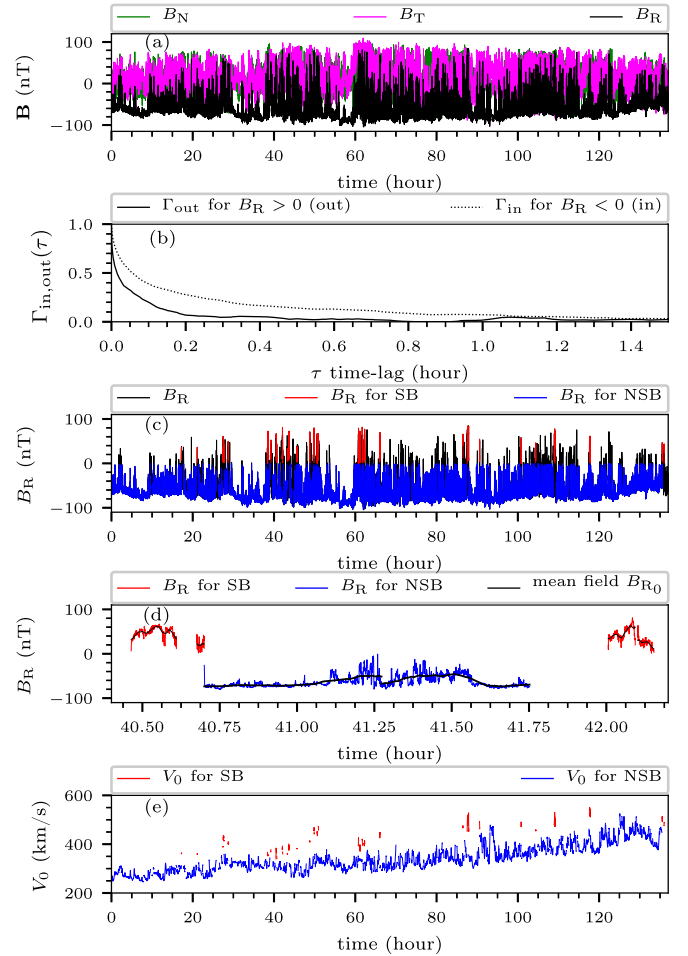 B_N B_T B_R
(a)
B (nT)
100
0
−100
0 20 40 60 80 100 120
time (hour)
Γ_out for B_R > 0 (out) Γ_in for B_R < 0 (in)
(b)
Γ_in,out(τ)
1.0
0.5
0.0
0.0 0.2 0.4 0.6 0.8 1.0 1.2 1.4
τ time-lag (hour)
B_R B_R for SB B_R for NSB
(c)
B_R (nT)
100
0
−100
0 20 40 60 80 100 120
time (hour)
B_R for SB B_R for NSB mean field B_R_0
(d)
B_R (nT)
100
0
−100
40.50 40.75 41.00 41.25 41.50 41.75 42.00
time (hour)
V_0 for SB V_0 for NSB
(e)
V_0 (km/s)
600
400
200
0 20 40 60 80 100 120
time (hour)